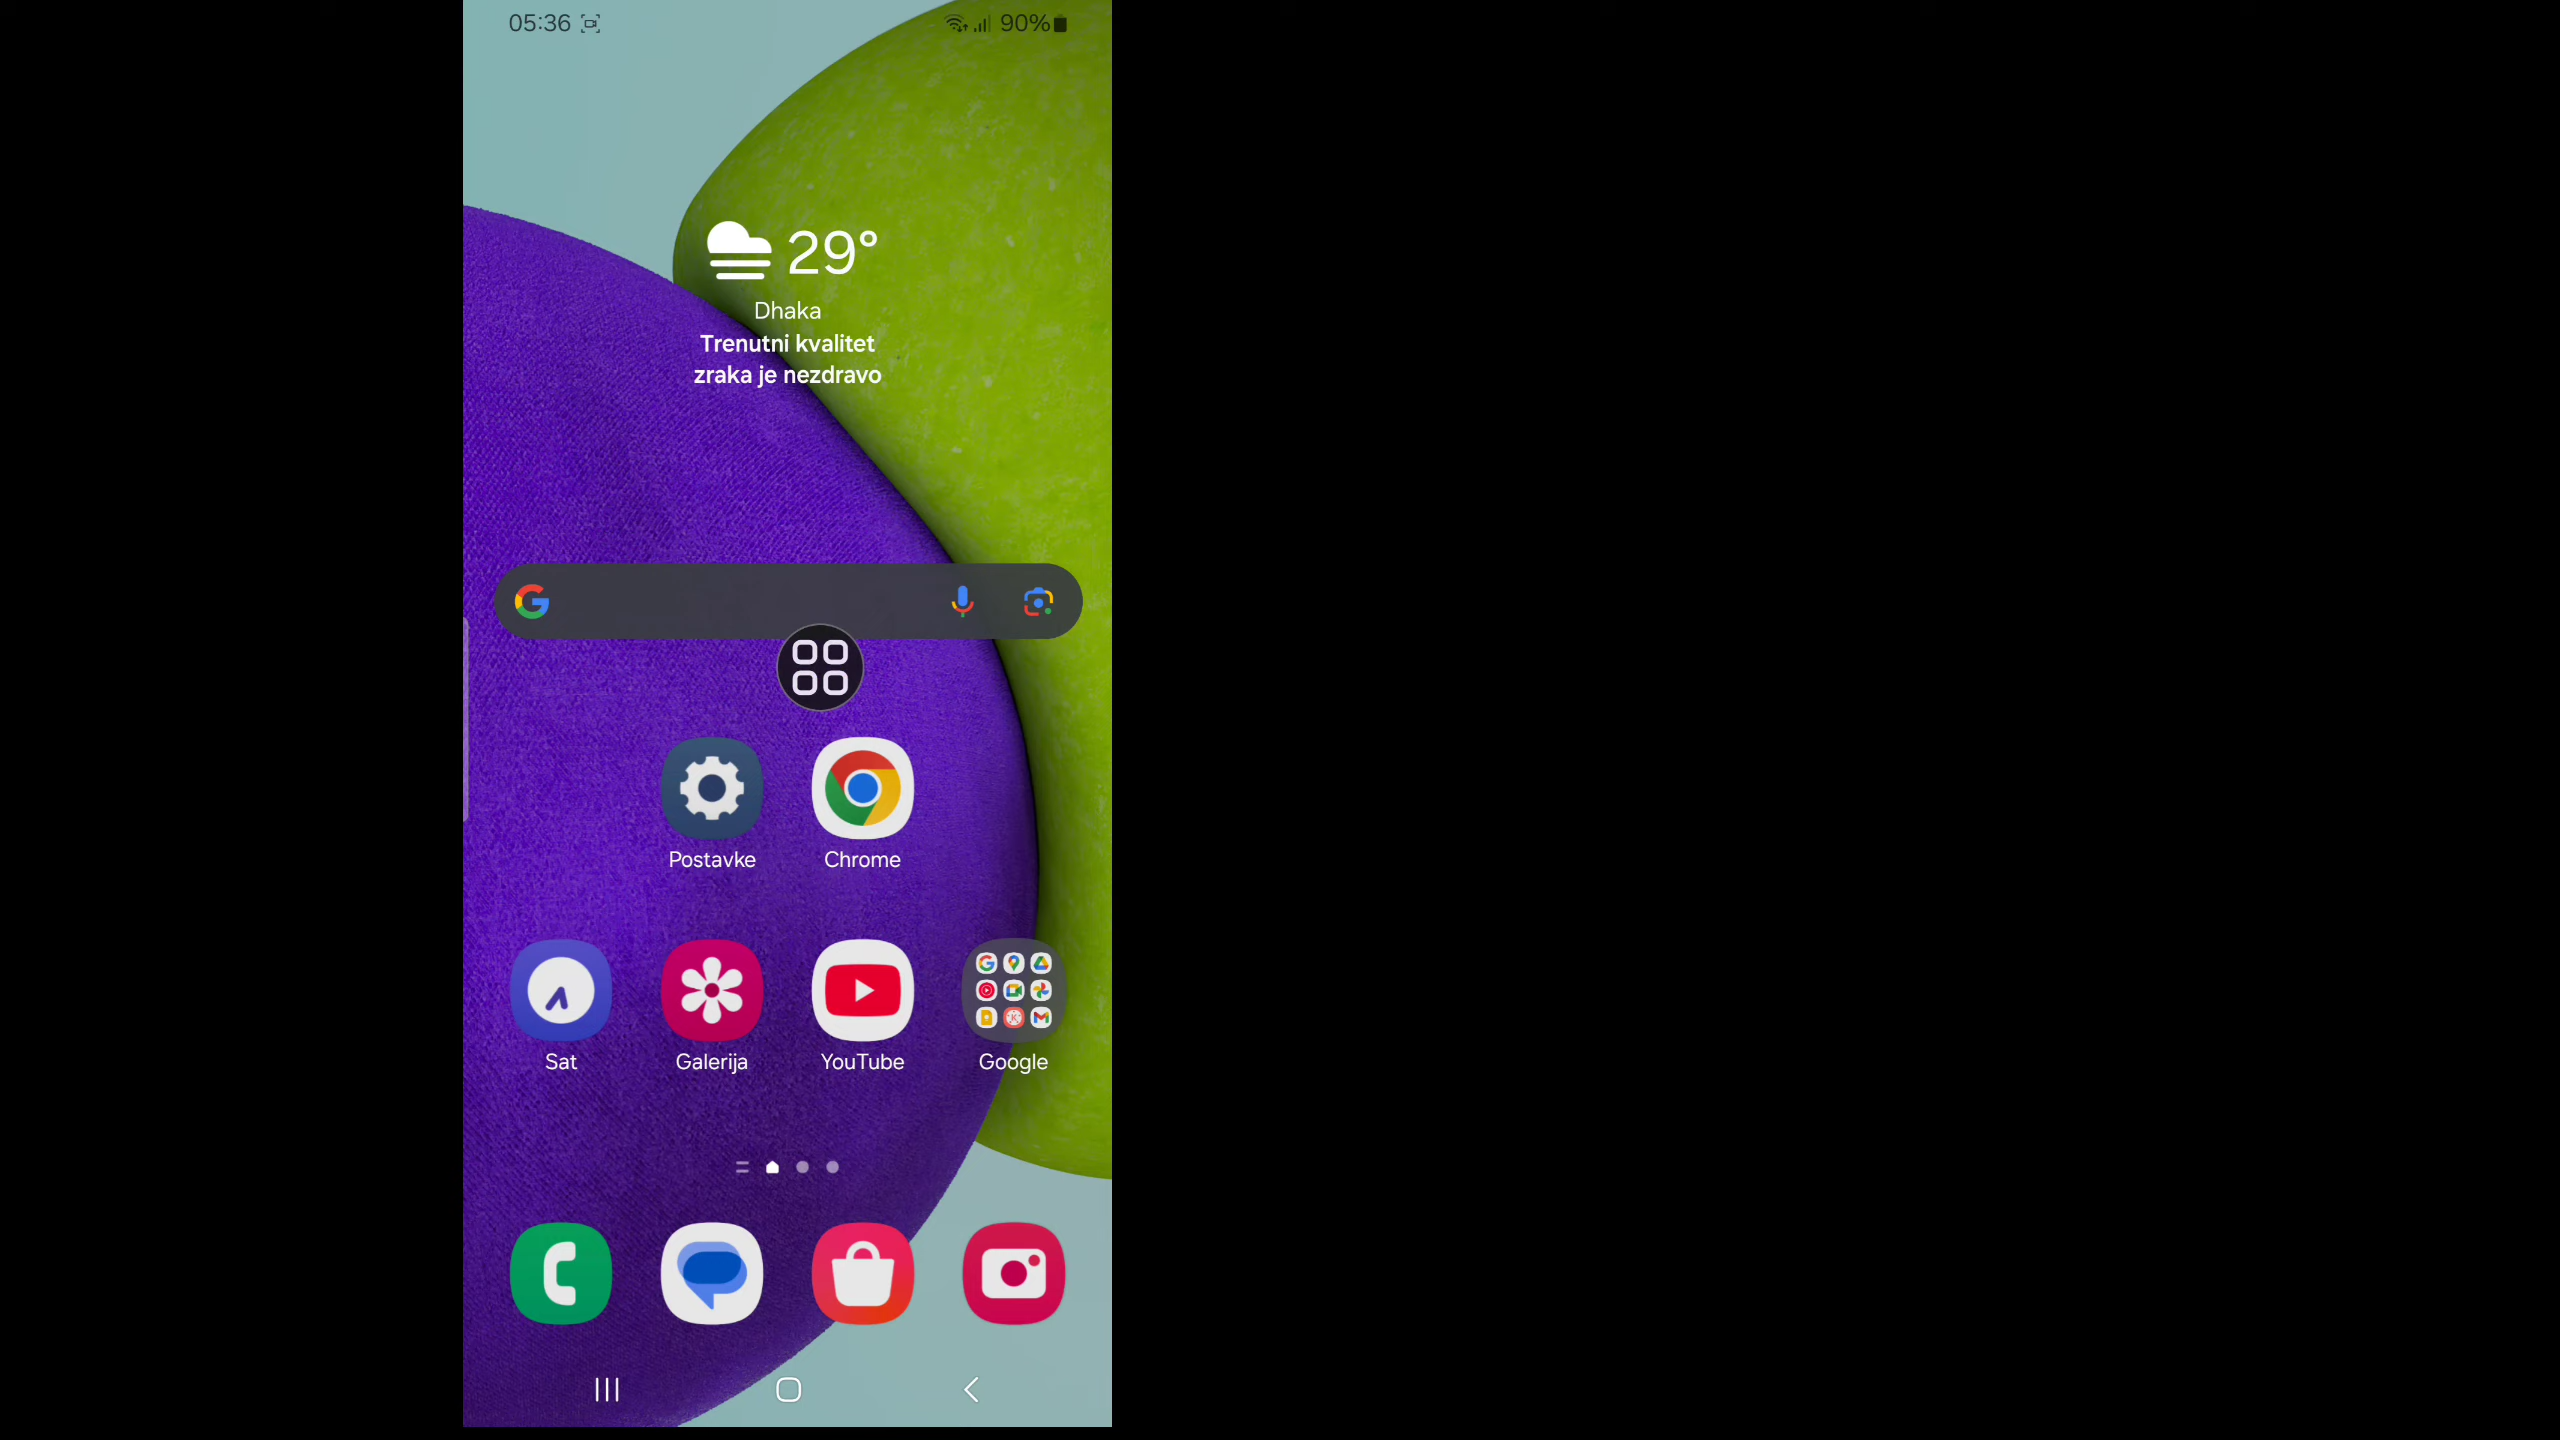 05:36
90%
29°
Dhaka
Trenutni kvalitet
zraka je nezdravo
Postavke
Chrome
Sat
Galerija
YouTube
Google